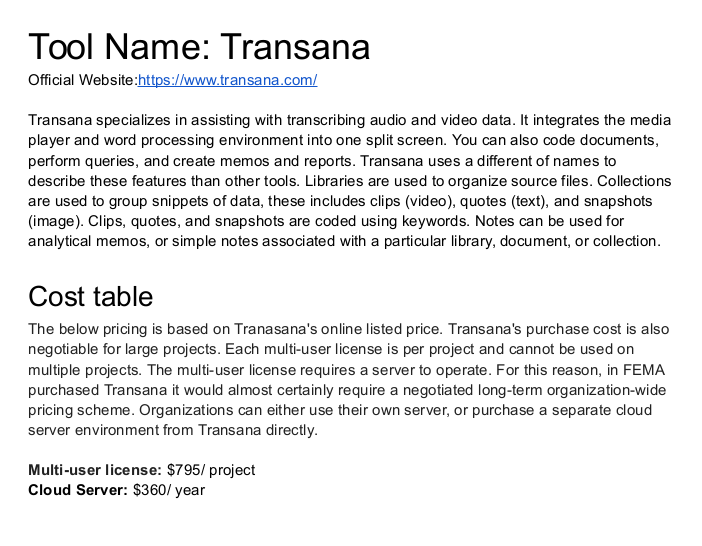 Tool Name: Transana
Official Website:https://www.transana.com/
Transana specializes in assisting with transcribing audio and video data. It integrates the media
player and word processing environment into one split screen. You can also code documents,
perform queries, and create memos and reports. Transana uses a different of names to
describe these features than other tools. Libraries are used to organize source files. Collections
are used to group snippets of data, these includes clips (video), quotes (text), and snapshots
(image). Clips, quotes, and snapshots are coded using keywords. Notes can be used for
analytical memos, or simple notes associated with a particular library, document, or collection.
Cost table
The below pricing is based on Tranasana's online listed price. Transana's purchase cost is also
negotiable for large projects. Each multi-user license is per project and cannot be used on
multiple projects. The multi-user license requires a server to operate. For this reason, in FEMA
purchased Transana it would almost certainly require a negotiated long-term organization-wide
pricing scheme. Organizations can either use their own server, or purchase a separate cloud
server environment from Transana directly.
Multi-user license: $795/ project
Cloud Server: $360/ year